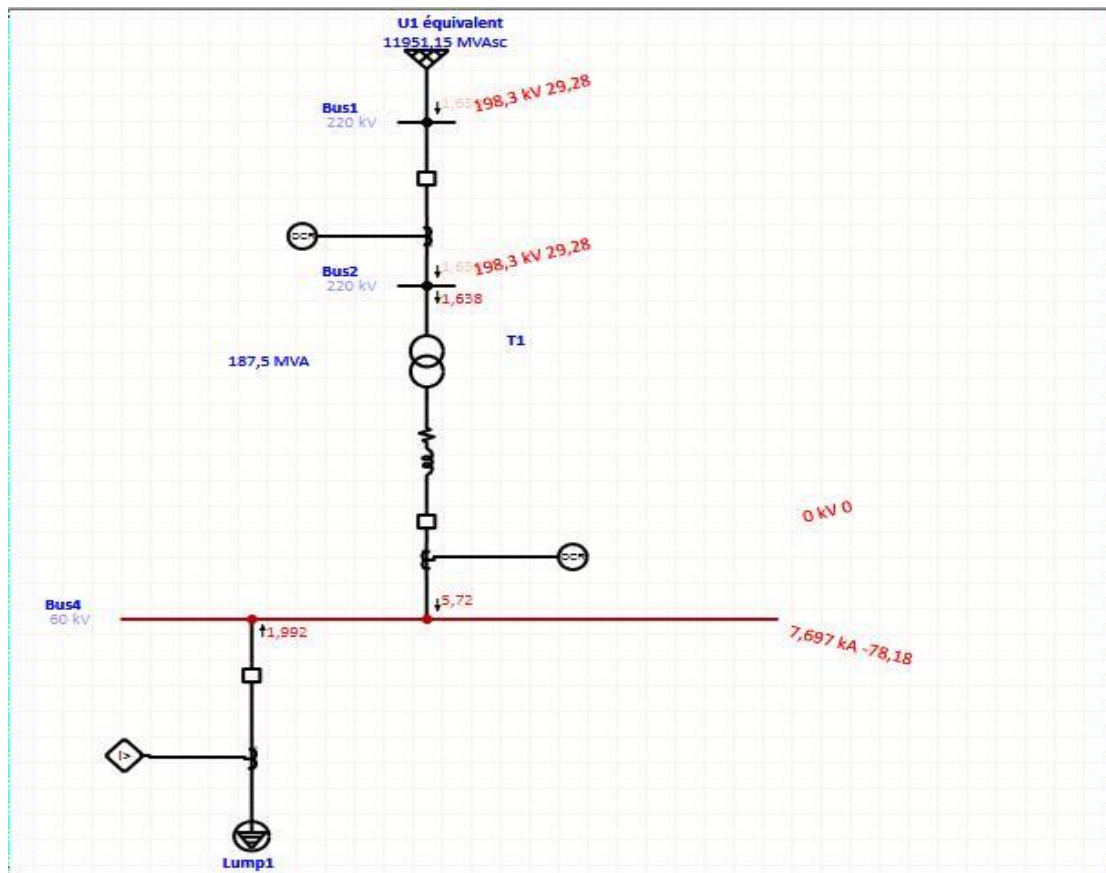 U1 équivalent
11951,15 MVAsc
198,3 kV 29,28
Bus1
220 kV
198,3 kV 29,28
Bus2
220 kV
1,638
T1
187,5 MVA
0 kV 0
5,72
Bus4
60 kV
1,992
7,697 kA -78,18
I>
Lump1